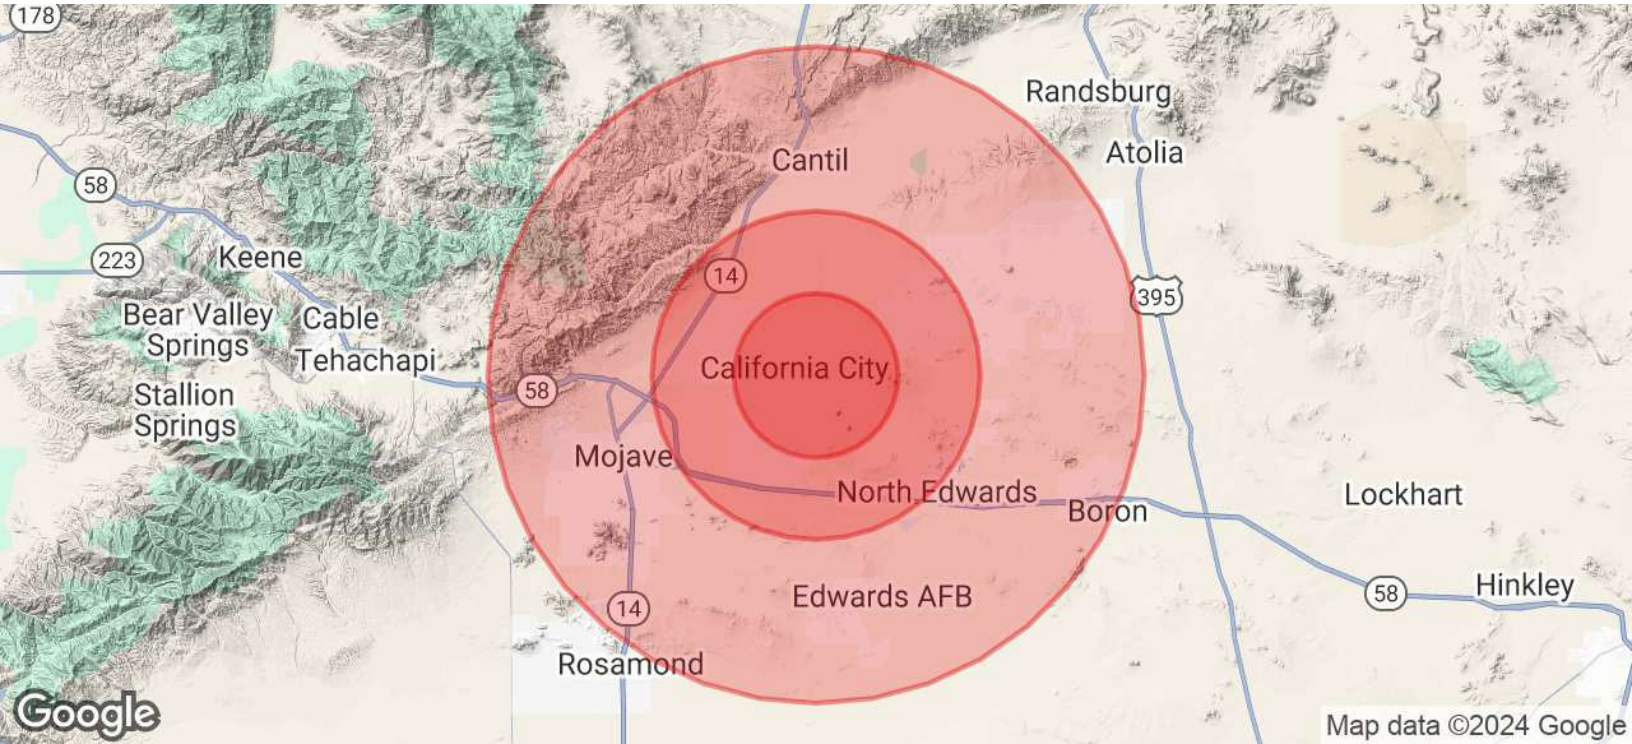 178
Randsburg
Atolia
Cantil
58
223
Keene
14
395
Bear Valley
Springs
Cable
Tehachapi
California City
58
Stallion
Springs
Mojave
North Edwards
Boron
Lockhart
Edwards AFB
14
58
Hinkley
Rosamond
Google
Map data ©2024 Google